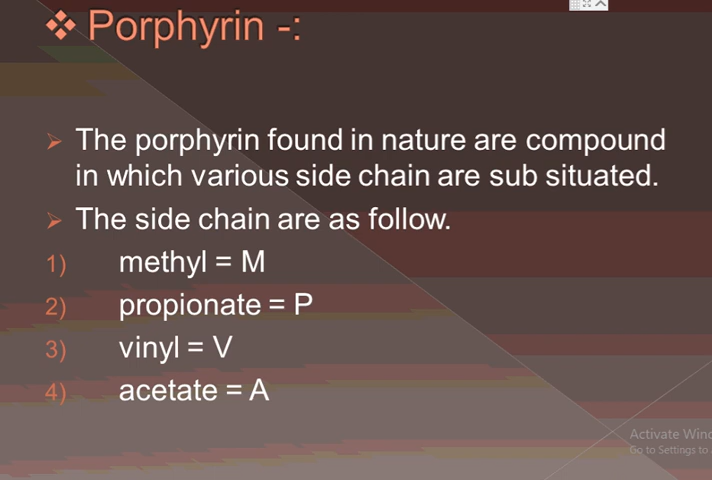 ❖ Porphyrin -:
➢ The porphyrin found in nature are compound
in which various side chain are sub situated.
➢ The side chain are as follow.
1) methyl = M
2) propionate = P
3) vinyl = V
4) acetate = A
Activate Wind
Go to Settings to